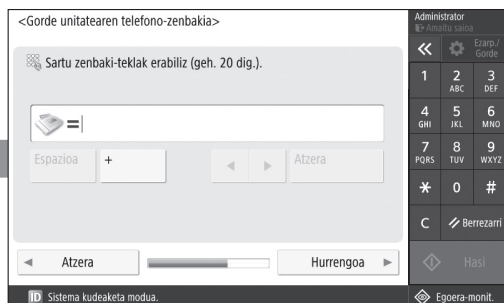 <Gorde unitatearen telefono-zenbakia>
Sartu zenbaki-teklak erabiliz (geh. 20 dig.).
=
Espazioa
+
◀
▶
Atzera
◀ Atzera
Hurrengoa ▶
ID Sistema kudeaketa modua.
Administrator
Amaitu saioa
«
Ezarp./
Gorde
1
2
ABC
3
DEF
4
GHI
5
JKL
6
MNO
7
PQRS
8
TUV
9
WXYZ
*
0
#
C
Berrezarri
Hasi
Egoera-monit.